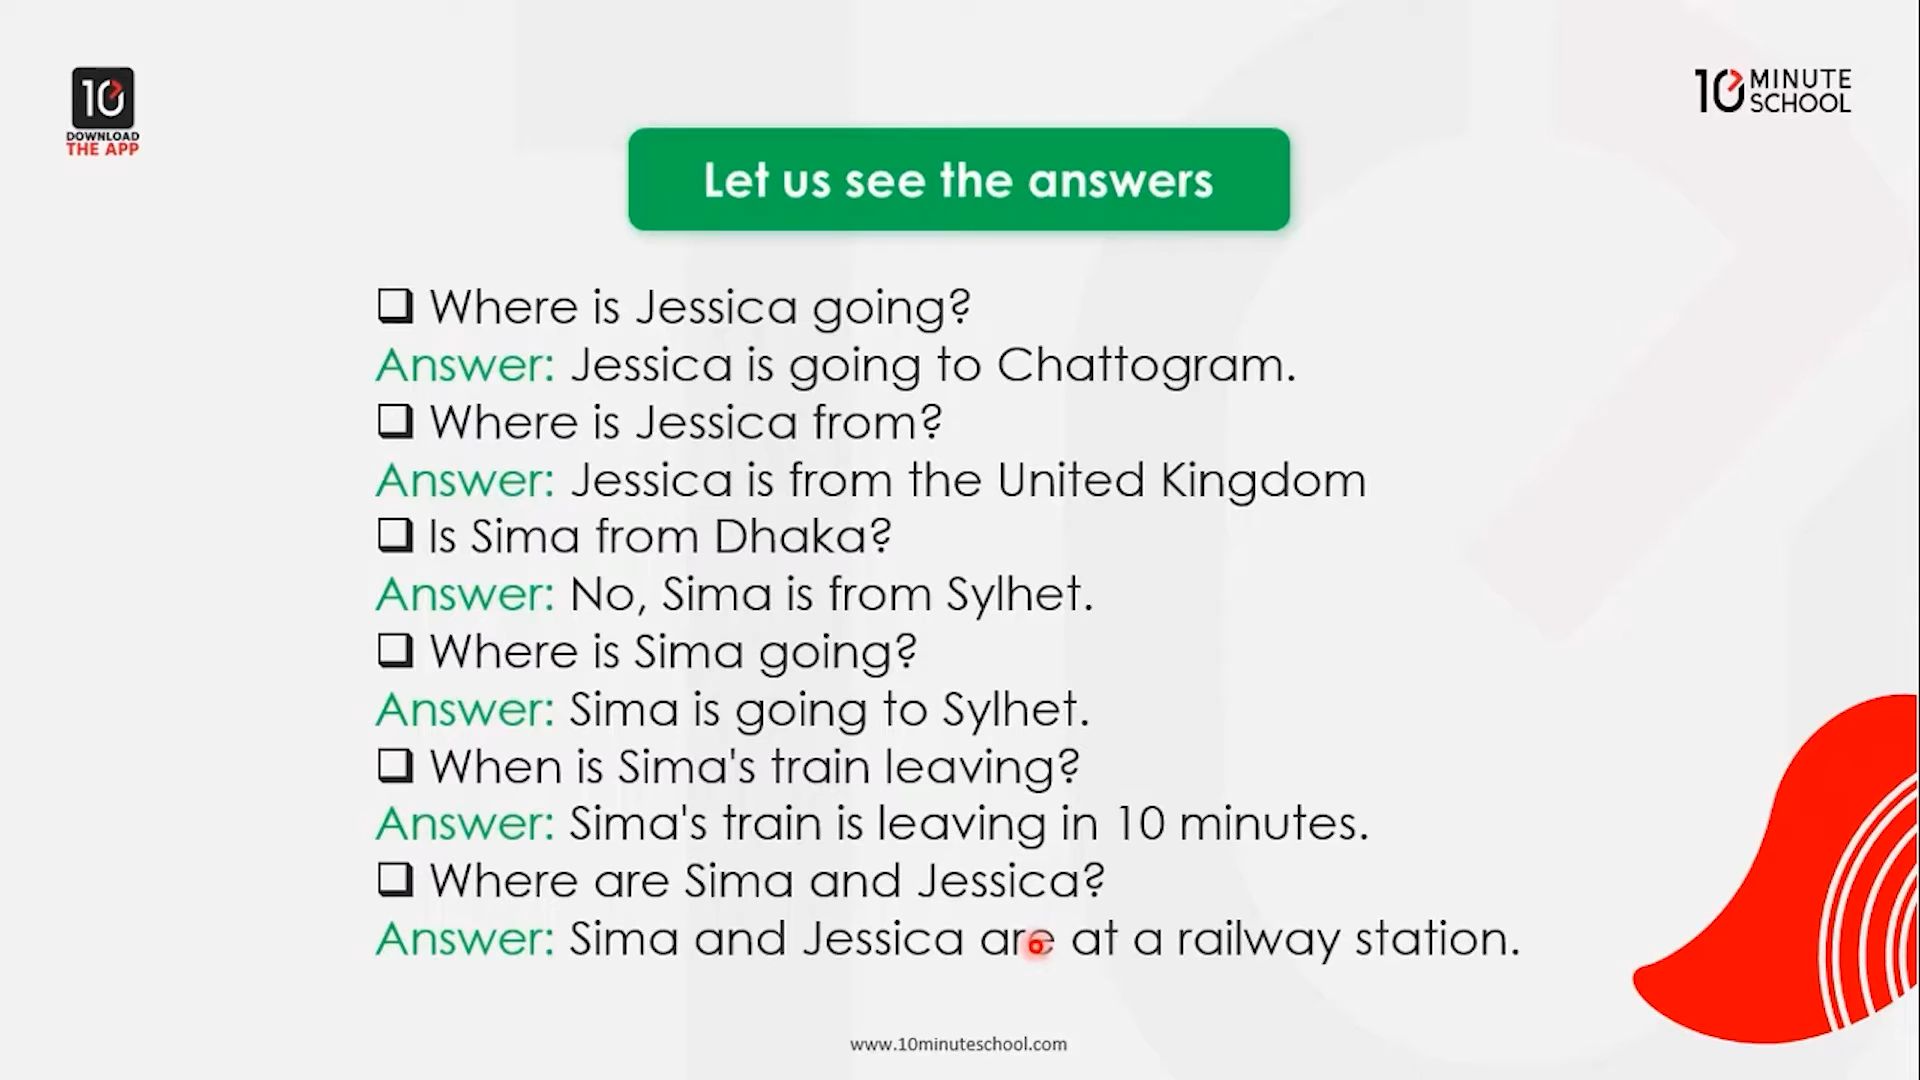 10
DOWNLOAD
THE APP
10 MINUTE
SCHOOL
Let us see the answers
❑ Where is Jessica going?
Answer: Jessica is going to Chattogram.
❑ Where is Jessica from?
Answer: Jessica is from the United Kingdom
❑ Is Sima from Dhaka?
Answer: No, Sima is from Sylhet.
❑ Where is Sima going?
Answer: Sima is going to Sylhet.
❑ When is Sima's train leaving?
Answer: Sima's train is leaving in 10 minutes.
❑ Where are Sima and Jessica?
Answer: Sima and Jessica are at a railway station.
www.10minuteschool.com